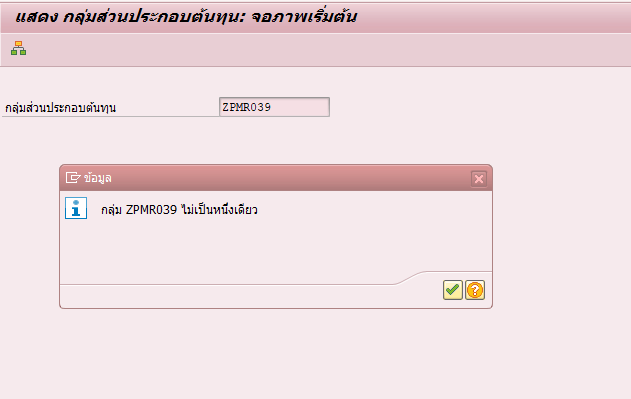 แสดง กลุ่มส่วนประกอบต้นทุน: จอภาพเริ่มต้น
กลุ่มส่วนประกอบต้นทุน ZPMR039
ข้อมูล
กลุ่ม ZPMR039 ไม่เป็นหนึ่งเดียว